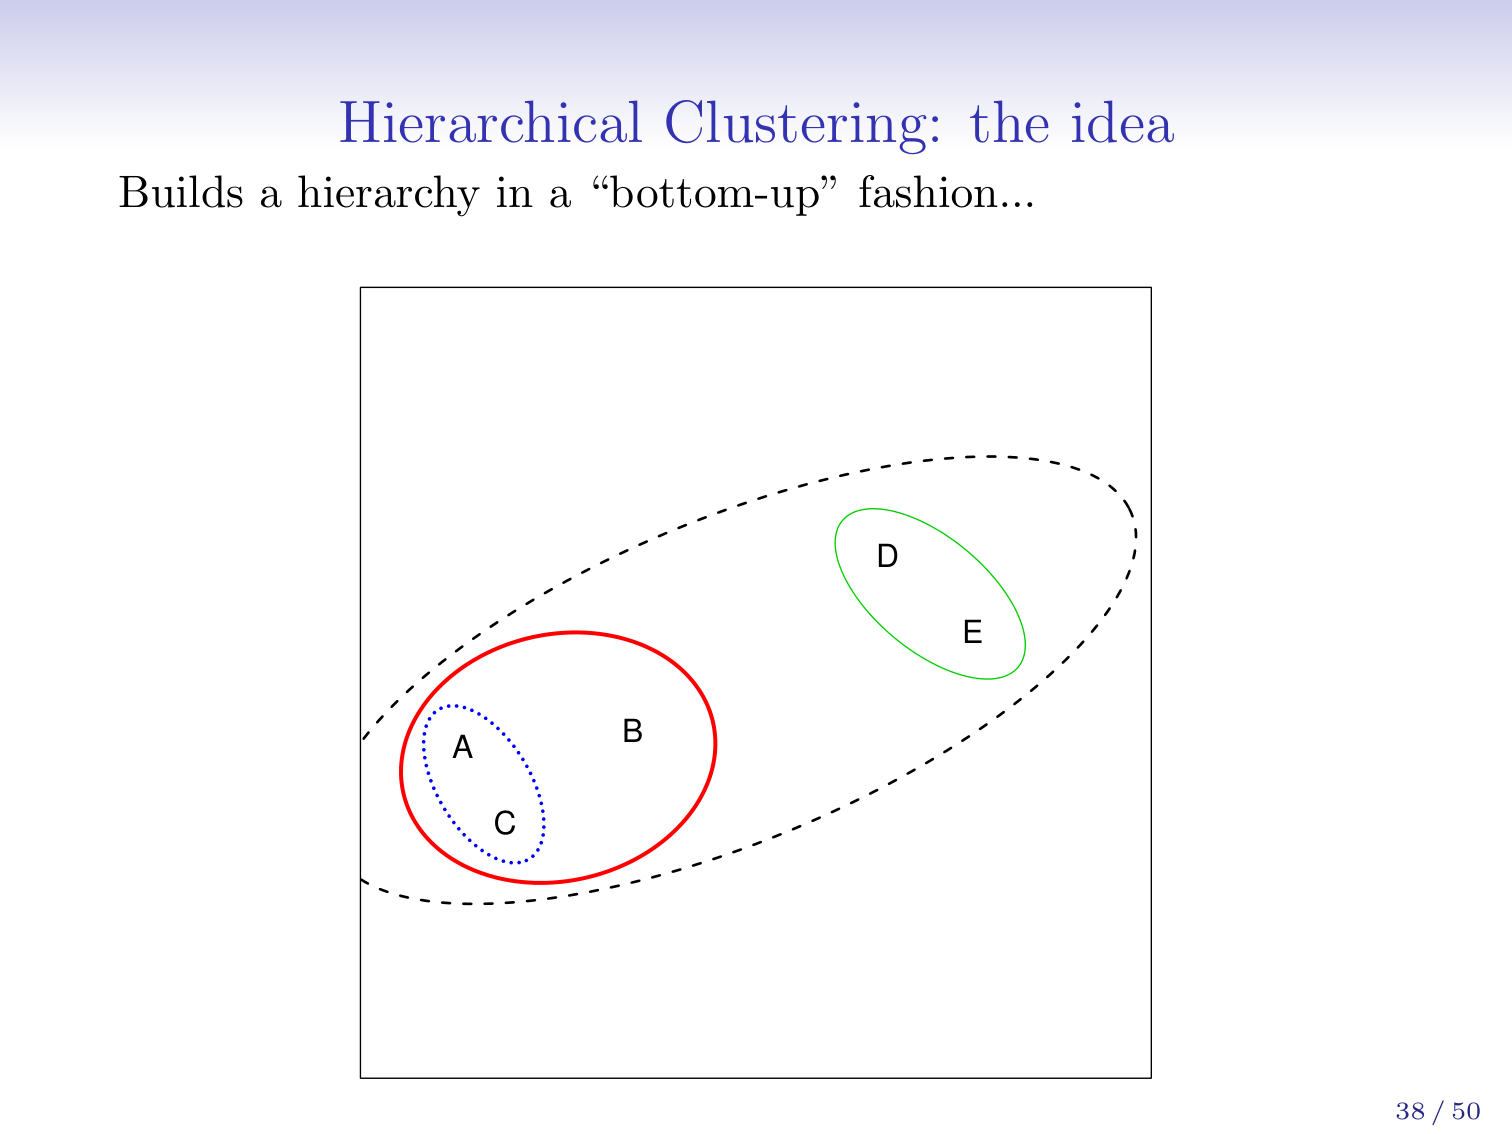 Hierarchical Clustering: the idea
Builds a hierarchy in a “bottom-up” fashion...
D
E
B
A
C
38 / 50